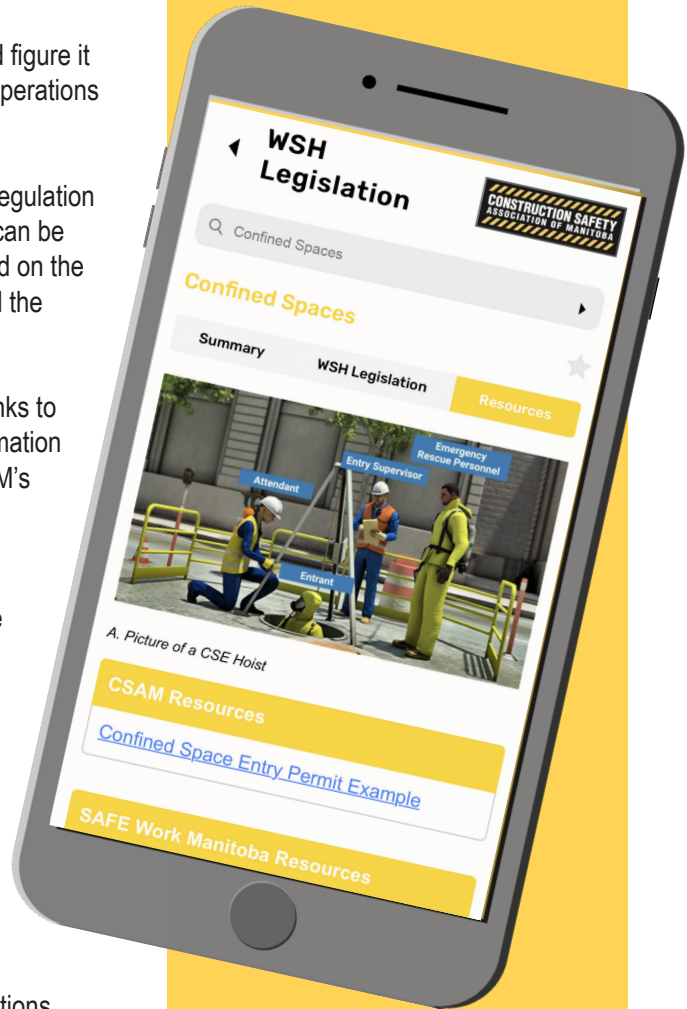 figure it
perations
egulation
can be
d on the
the
nks to
mation
M's
tions
WSH
Legislation
CONSTRUCTION SAFETY
ASSOCIATION OF MANITOBA
Confined Spaces
Confined Spaces
Summary
WSH Legislation
Resources
Emergency
Rescue Personnel
Entry Supervisor
Attendant
Entrant
A. Picture of a CSE Hoist
CSAM Resources
Confined Space Entry Permit Example
SAFE Work Manitoba Resources